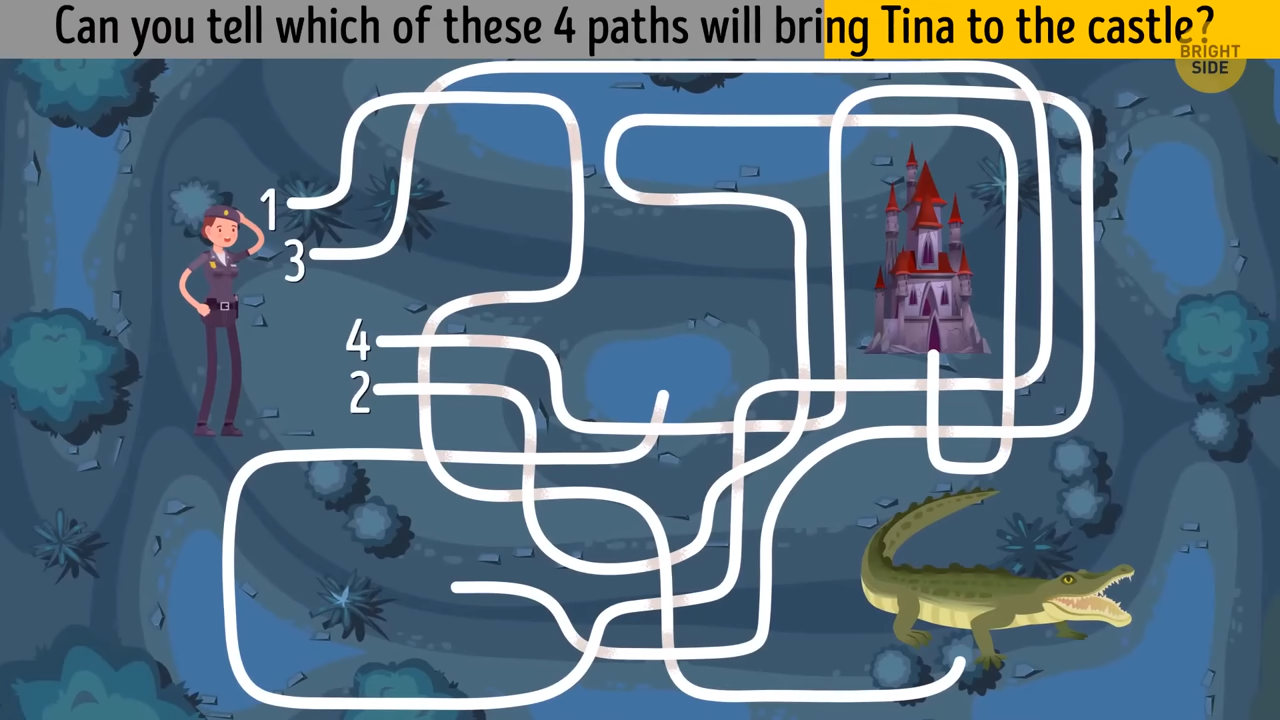 Can you tell which of these 4 paths will bring Tina to the castle?
BRIGHT
SIDE
1
3
4
2